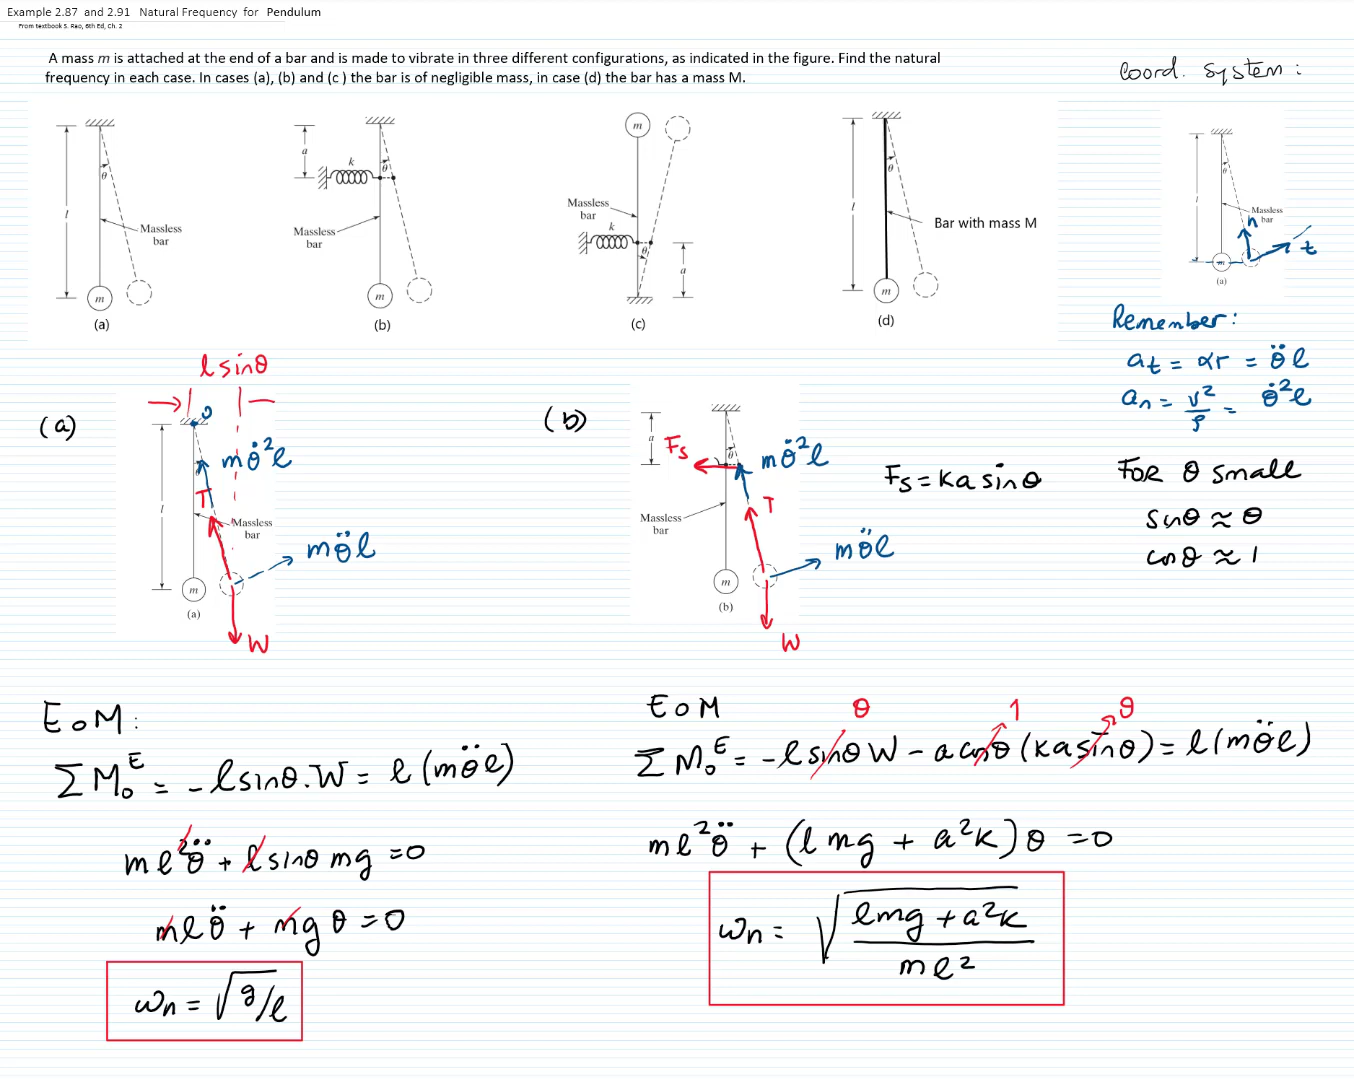 Example 2.87 and 2.91 Natural Frequency for Pendulum
From textbook S. Rao, 6th Ed, Ch. 2
A mass m is attached at the end of a bar and is made to vibrate in three different configurations, as indicated in the figure. Find the natural
frequency in each case. In cases (a), (b) and (c ) the bar is of negligible mass, in case (d) the bar has a mass M.
Coord. system :
l
θ
Massless
bar
m
(a)
a
k
θ
Massless
bar
m
(b)
m
Massless
bar
k
θ
a
(c)
l
θ
Bar with mass M
m
(d)
l
θ
Massless
bar
n
t
m
(a)
Remember:
at = αr = θ̈ l
an = v²/ρ = θ̇²l
FOR θ small
sinθ ≈ θ
cosθ ≈ 1
(a)
l sinθ
o
mθ̇²l
T
l
Massless
bar
mθ̈l
m
(a)
W
(b)
a
Fs
θ
mθ̇²l
T
Massless
bar
mθ̈l
m
(b)
W
Fs = ka sinθ
EoM:
ΣMoᴱ = -lsinθ.W = l (mθ̈l)
ml²θ̈ + lsinθ mg = 0
mlθ̈ + mg θ = 0
ωn = √g/l
EoM
θ 1 θ
ΣMoᴱ = -lsinθ W - a cosθ (ka sinθ) = l(mθ̈l)
ml²θ̈ + (lmg + a²k)θ = 0
ωn = √(lmg + a²k / ml²)